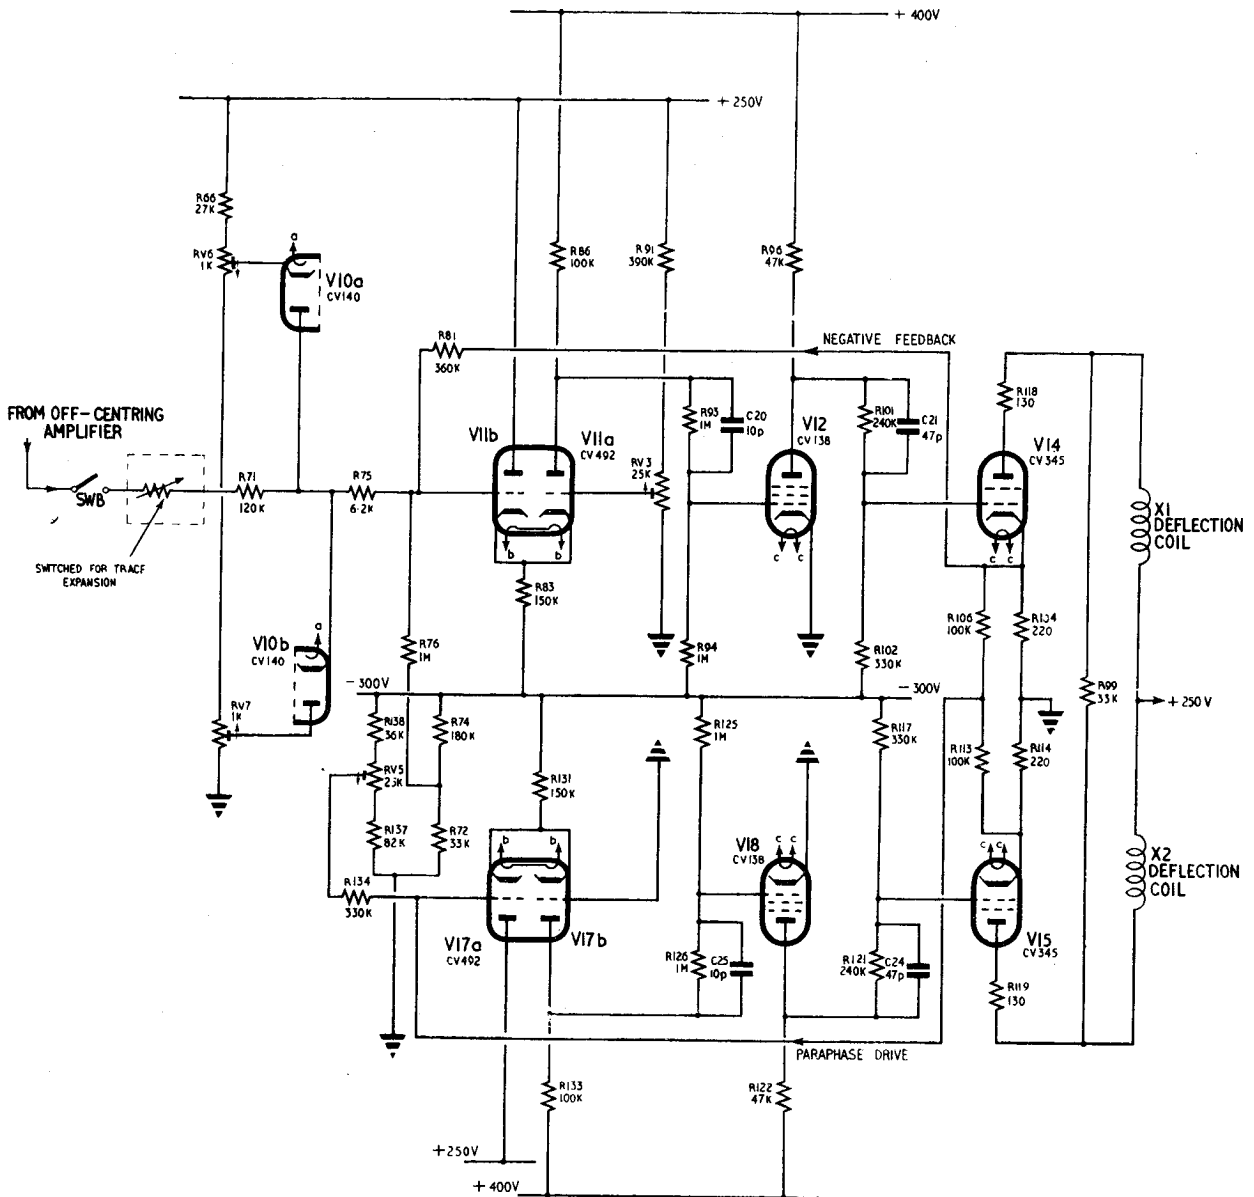 + 400V
+ 250V
R66
27K
RV6
1K
a
V10a
CV140
R86
100K
R91
390K
R96
47K
R81
360K
NEGATIVE FEEDBACK
R118
130
FROM OFF-CENTRING
AMPLIFIER
SWB
R71
120K
R75
6·2K
V11b
V11a
CV492
R93
1M
C20
10p
RV3
25K
V12
CV138
R101
240K
C21
47p
V14
CV345
X1
DEFLECTION
COIL
SWITCHED FOR TRACE
EXPANSION
b
b
c
c
c
c
R83
150K
V10b
CV140
a
R76
1M
R94
1M
R102
330K
R106
100K
R104
220
-300V
-300V
RV7
1K
R138
36K
R74
180K
R125
1M
R117
330K
R99
33K
+ 250V
RV5
25K
R131
150K
R113
100K
R114
220
R137
82K
R72
33K
b
b
V18
CV138
c
c
c
c
X2
DEFLECTION
COIL
R134
330K
V17a
CV492
V17b
R126
1M
C25
10p
R121
240K
C24
47p
V15
CV345
R119
130
PARAPHASE DRIVE
R133
100K
R122
47K
+250V
+400V